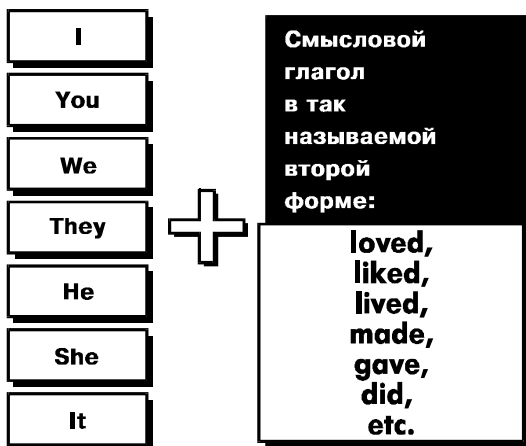 I
You
We
They
He
She
It
Смысловой
глагол
в так
называемой
второй
форме:
loved,
liked,
lived,
made,
gave,
did,
etc.